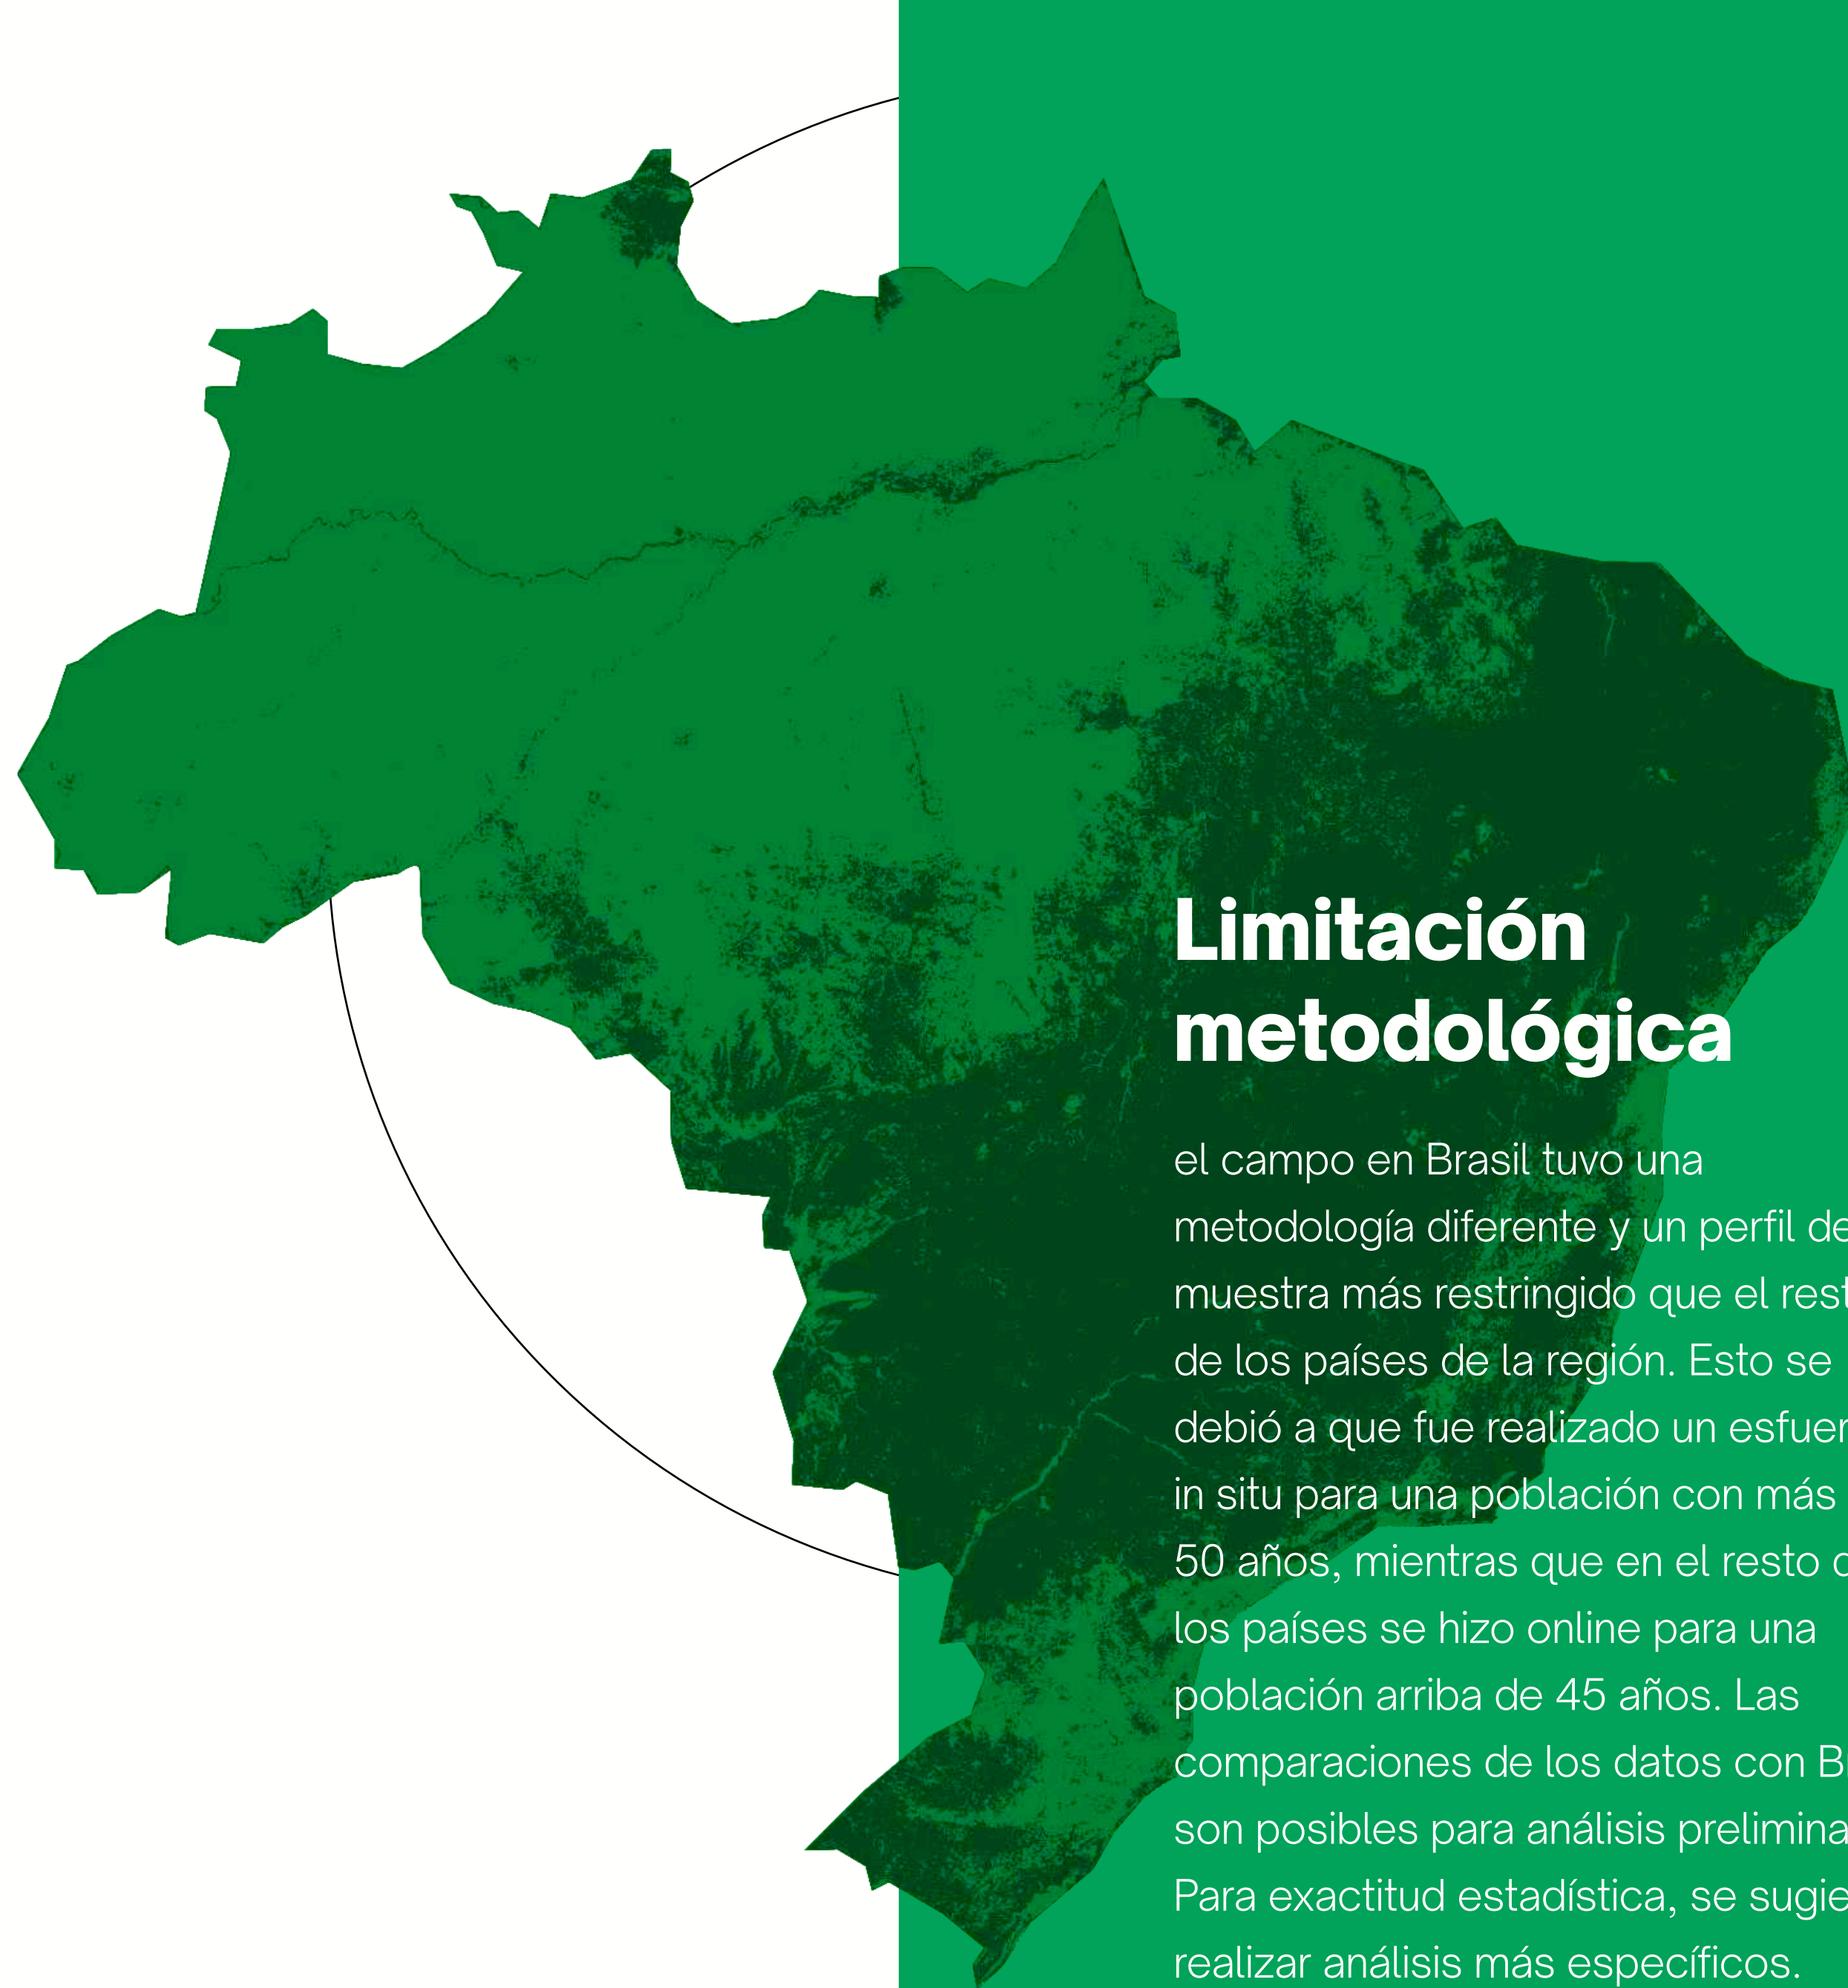 Limitación
metodológica
el campo en Brasil tuvo una
metodología diferente y un perfil de
muestra más restringido que el rest
de los países de la región. Esto se
debió a que fue realizado un esfuer
in situ para una población con más
50 años, mientras que en el resto
los países se hizo online para una
población arriba de 45 años. Las
comparaciones de los datos con B
son posibles para análisis prelimina
Para exactitud estadística, se sugie
realizar análisis más específicos.